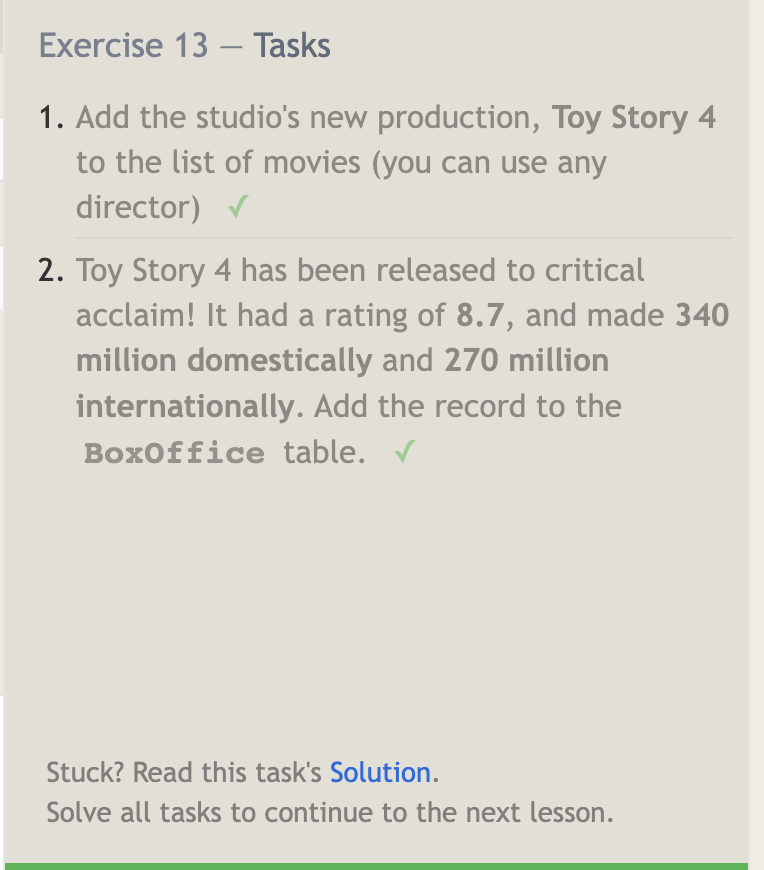 Exercise 13 — Tasks
1. Add the studio's new production, Toy Story 4
to the list of movies (you can use any
director) ✓
2. Toy Story 4 has been released to critical
acclaim! It had a rating of 8.7, and made 340
million domestically and 270 million
internationally. Add the record to the
BoxOffice table. ✓
Stuck? Read this task's Solution.
Solve all tasks to continue to the next lesson.